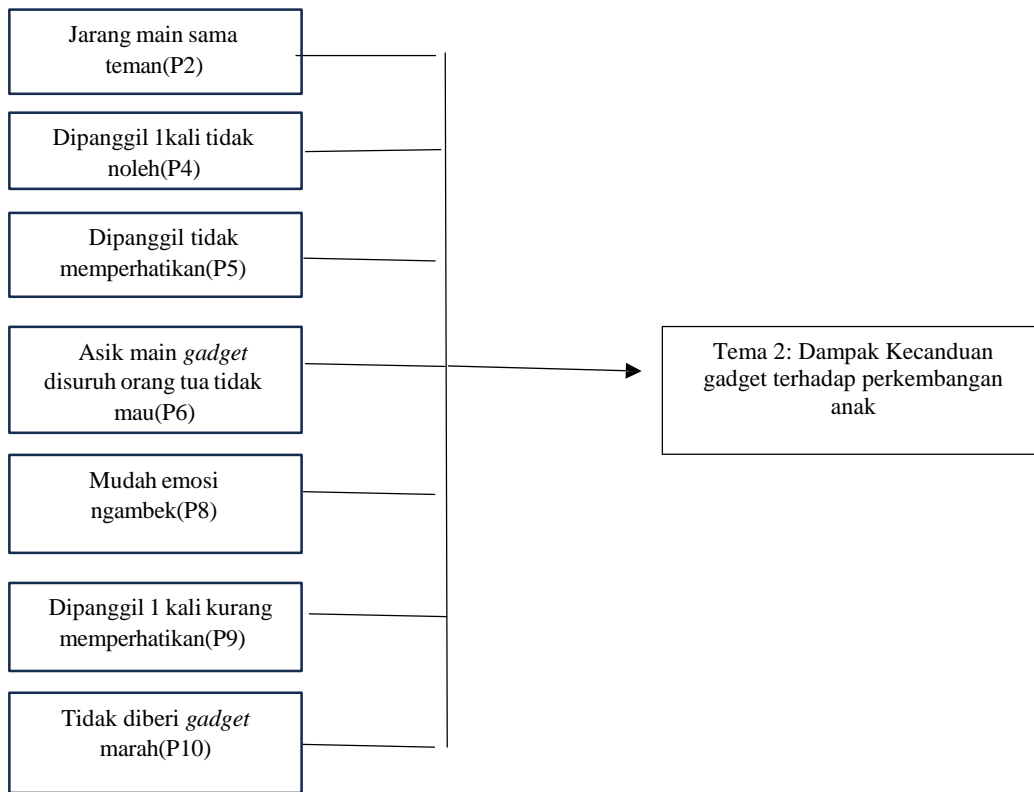 Jarang main sama
teman(P2)
Dipanggil 1kali tidak
noleh(P4)
Dipanggil tidak
memperhatikan(P5)
Asik main gadget
disuruh orang tua tidak
mau(P6)
Mudah emosi
ngambek(P8)
Dipanggil 1 kali kurang
memperhatikan(P9)
Tidak diberi gadget
marah(P10)
Tema 2: Dampak Kecanduan
gadget terhadap perkembangan
anak